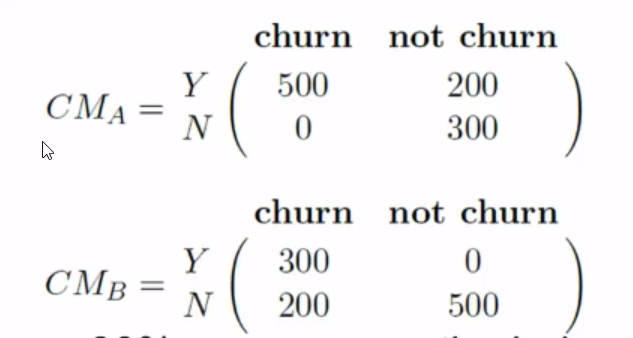 churn not churn
Y 500 200
CM_A =
N 0 300
churn not churn
Y 300 0
CM_B =
N 200 500